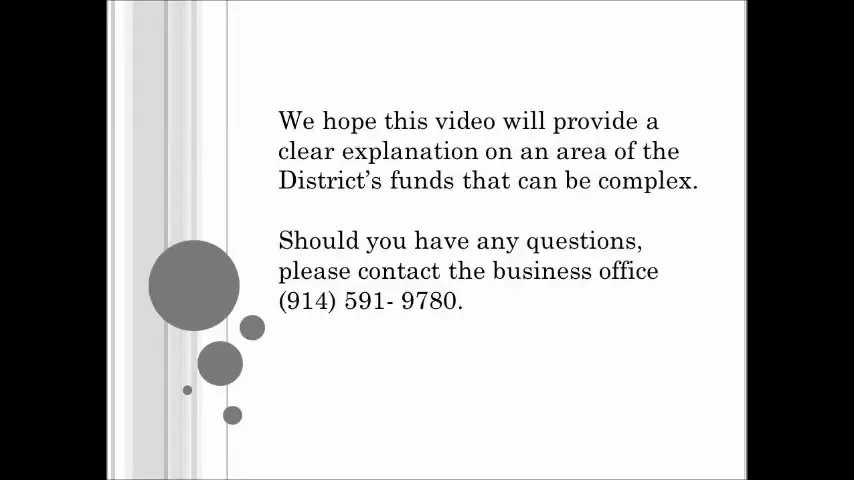 We hope this video will provide a
clear explanation on an area of the
District’s funds that can be complex.
Should you have any questions,
please contact the business office
(914) 591- 9780.